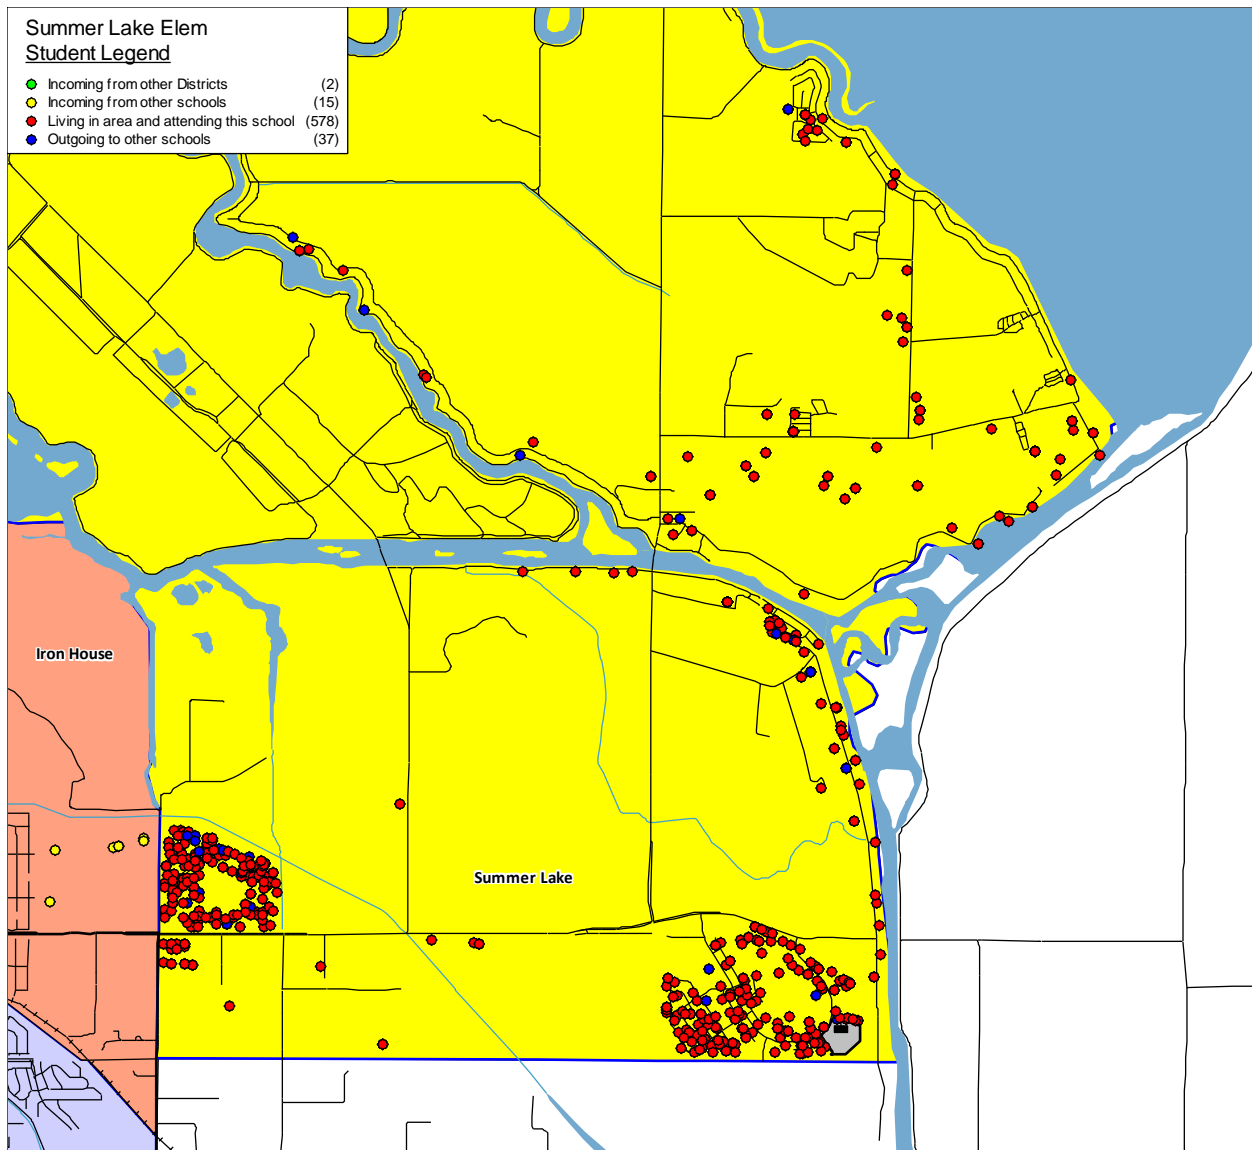 Summer Lake Elem
Student Legend
Incoming from other Districts (2)
Incoming from other schools (15)
Living in area and attending this school (578)
Outgoing to other schools (37)
Iron House
Summer Lake